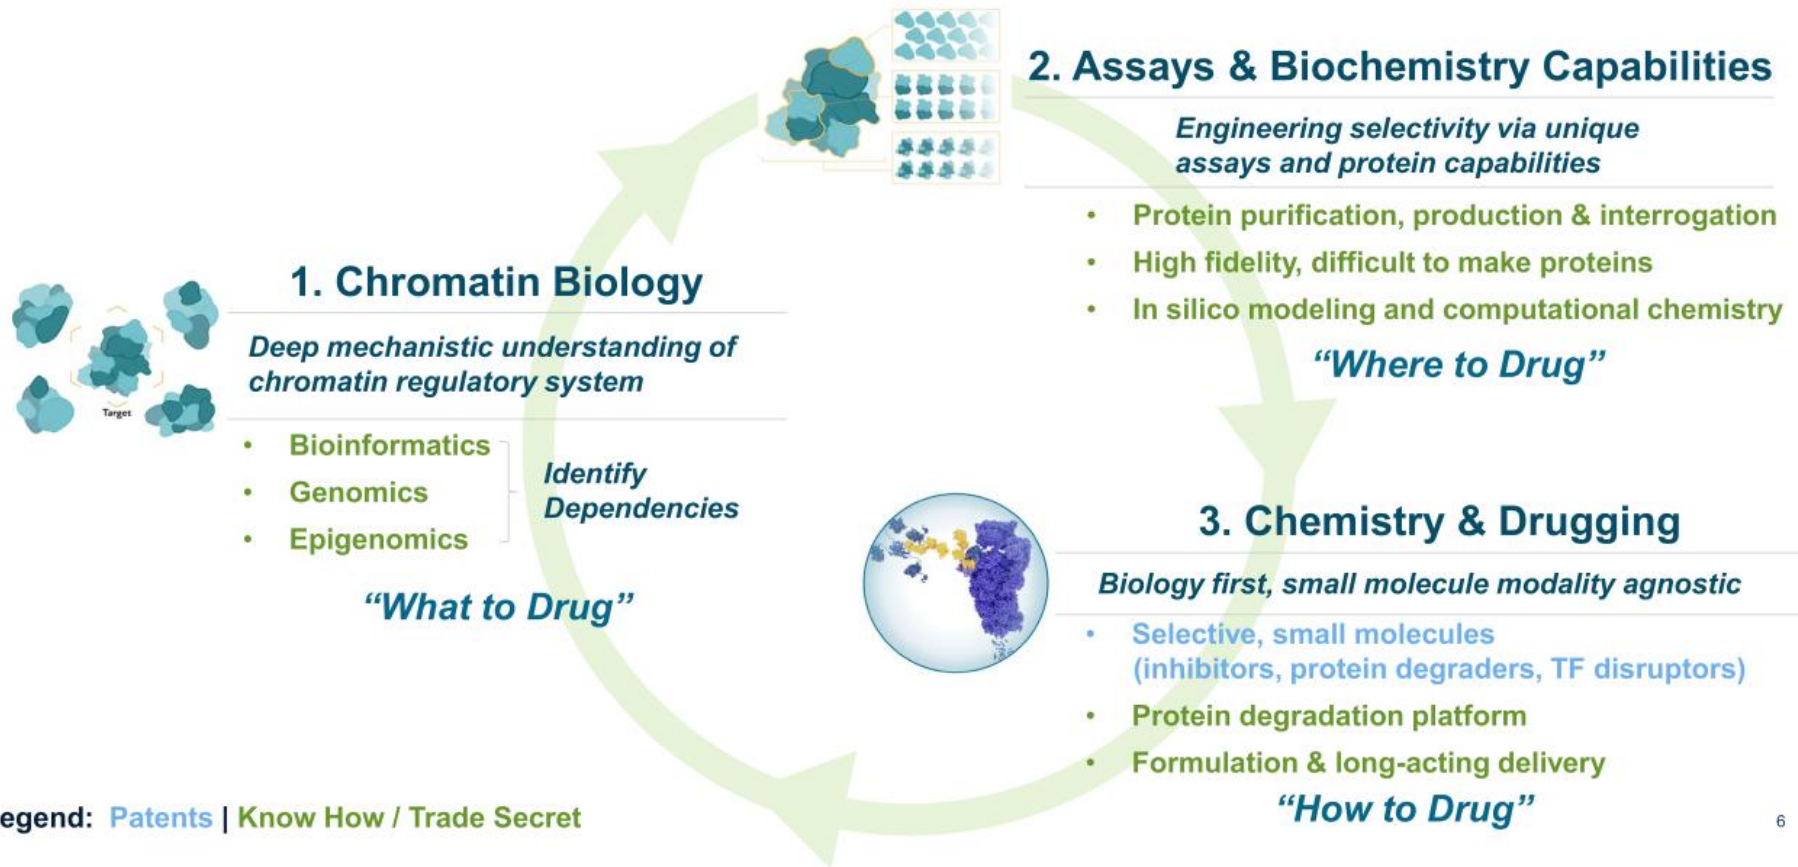 1. Chromatin Biology
Deep mechanistic understanding of
chromatin regulatory system
Target
• Bioinformatics
• Genomics
• Epigenomics
Identify
Dependencies
“What to Drug”
2. Assays & Biochemistry Capabilities
Engineering selectivity via unique
assays and protein capabilities
• Protein purification, production & interrogation
• High fidelity, difficult to make proteins
• In silico modeling and computational chemistry
“Where to Drug”
3. Chemistry & Drugging
Biology first, small molecule modality agnostic
• Selective, small molecules
(inhibitors, protein degraders, TF disruptors)
• Protein degradation platform
• Formulation & long-acting delivery
“How to Drug”
egend: Patents | Know How / Trade Secret
6